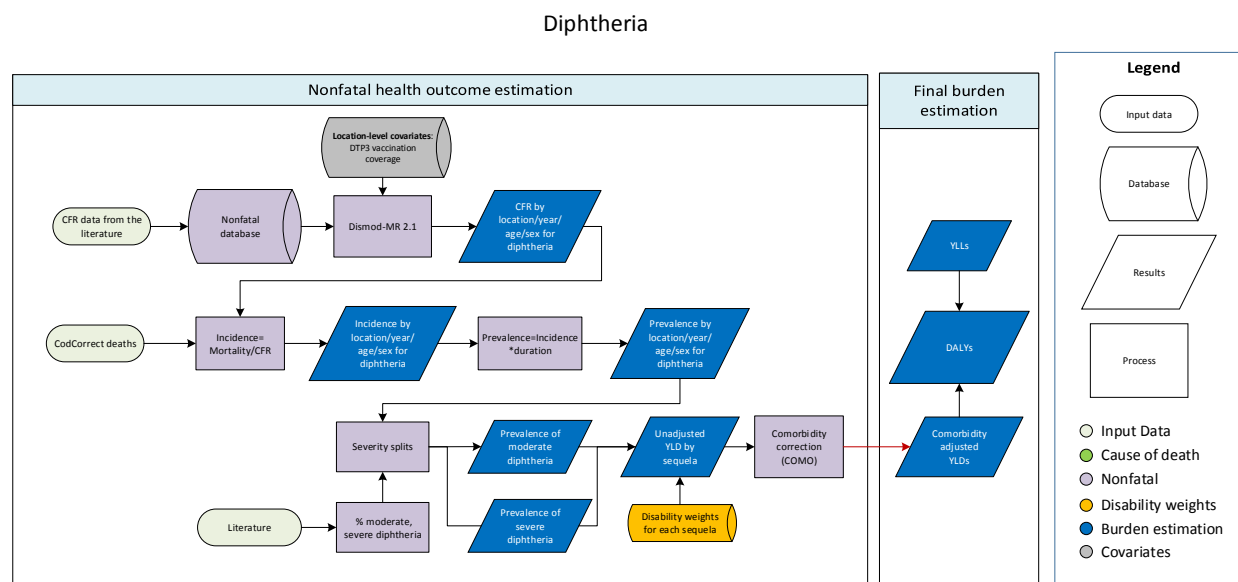 Diphtheria
Nonfatal health outcome estimation
Final burden
estimation
Legend
Input data
Database
Results
Process
Input Data
Cause of death
Nonfatal
Disability weights
Burden estimation
Covariates
Location-level covariates:
DTP3 vaccination
coverage
CFR data from the
literature
Nonfatal
database
Dismod-MR 2.1
CFR by
location/year/
age/sex for
diphtheria
YLLs
CodCorrect deaths
Incidence=
Mortality/CFR
Incidence by
location/year/
age/sex for
diphtheria
Prevalence=Incidence
*duration
Prevalence by
location/year/
age/sex for
diphtheria
DALYs
Severity splits
Prevalence of
moderate
diphtheria
Unadjusted
YLD by
sequela
Comorbidity
correction
(COMO)
Comorbidity
adjusted
YLDs
Literature
% moderate,
severe diphtheria
Prevalence of
severe
diphtheria
Disability weights
for each sequela